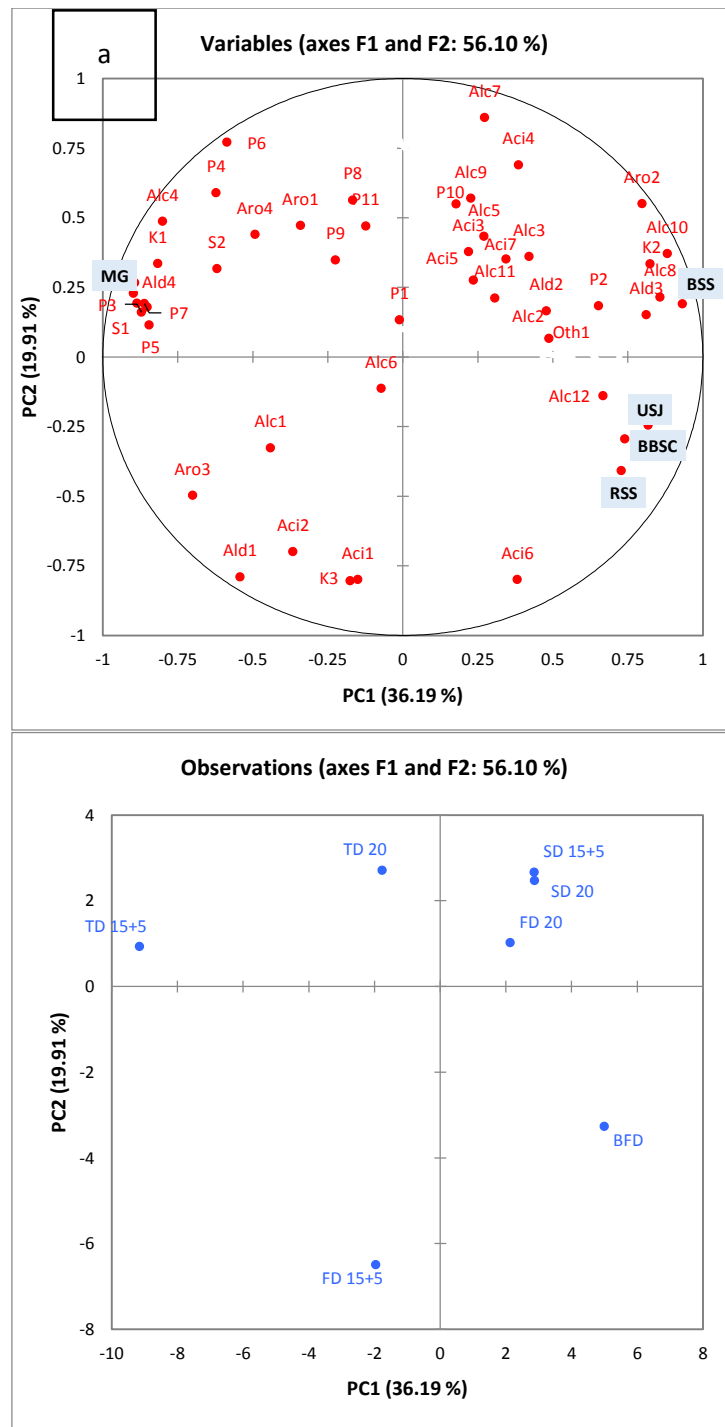 a
Variables (axes F1 and F2: 56.10 %)
1
Alc7
P6
Aci4
0.75
P4
P8
Alc9
Aro2
Alc4
P10
P11
Aro4
Aro1
Alc5
Alc10
0.5
K1
Aci3
Alc3
K2
S2
P9
Aci7
Aci5
Alc8
MG
Ald4
Alc11
Ald2
P2
Ald3
BSS
0.25
P3
P7
P1
Alc2
S1
Oth1
P5
0
Alc6
Alc12
USJ
Alc1
-0.25
BBSC
Aro3
RSS
-0.5
Aci2
Ald1
Aci1
Aci6
-0.75
K3
-1
-1
-0.75
-0.5
-0.25
0
0.25
0.5
0.75
1
PC2 (19.91 %)
PC1 (36.19 %)
Observations (axes F1 and F2: 56.10 %)
4
TD 20
SD 15+5
SD 20
TD 15+5
FD 20
2
0
-2
BFD
-4
-6
FD 15+5
-8
-10
-8
-6
-4
-2
0
2
4
6
8
PC2 (19.91 %)
PC1 (36.19 %)